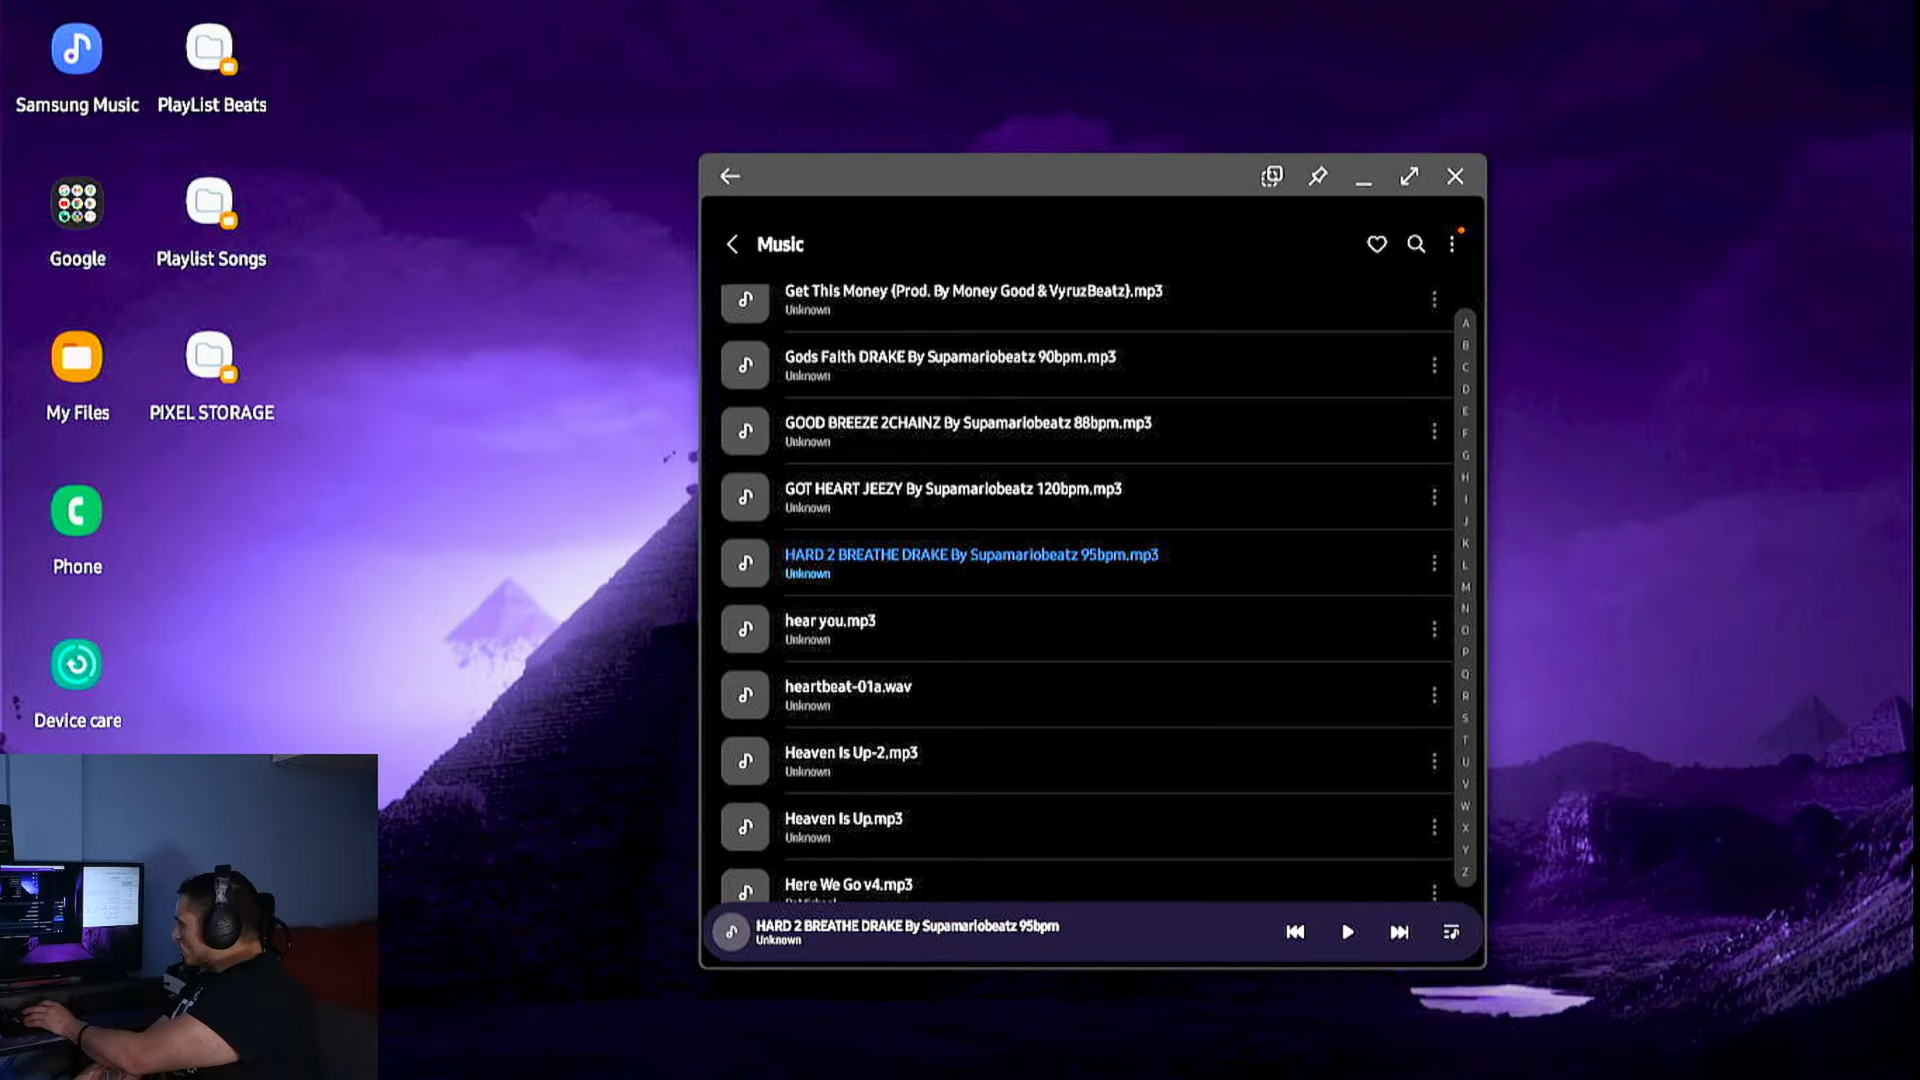 Samsung Music
PlayList Beats
Google
Playlist Songs
My Files
PIXEL STORAGE
Phone
Device care
Music
Get This Money (Prod. By Money Good & VyruzBeatz).mp3
Unknown
Gods Faith DRAKE By Supamariobeatz 90bpm.mp3
Unknown
GOOD BREEZE 2CHAINZ By Supamariobeatz 88bpm.mp3
Unknown
GOT HEART JEEZY By Supamariobeatz 120bpm.mp3
Unknown
HARD 2 BREATHE DRAKE By Supamariobeatz 95bpm.mp3
Unknown
hear you.mp3
Unknown
heartbeat-01a.wav
Unknown
Heaven Is Up-2.mp3
Unknown
Heaven Is Up.mp3
Unknown
Here We Go v4.mp3
A
B
C
D
E
F
G
H
I
J
K
L
M
N
O
P
Q
R
S
T
U
V
W
X
Y
Z
HARD 2 BREATHE DRAKE By Supamariobeatz 95bpm
Unknown